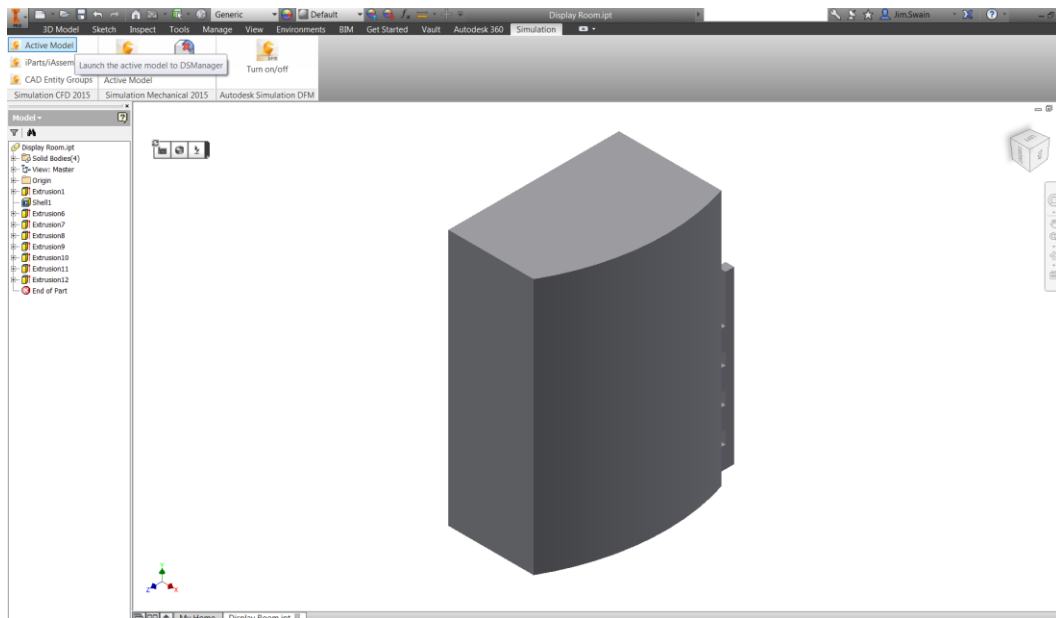 Generic Default Display Room.ipt Jim.Swain
3D Model Sketch Inspect Tools Manage View Environments BIM Get Started Vault Autodesk 360 Simulation
Active Model
iParts/iAssem
Launch the active model to DSManager
Turn on/off
CAD Entity Groups Active Model
Simulation CFD 2015 Simulation Mechanical 2015 Autodesk Simulation DFM
Model
Display Room.ipt
Solid Bodies(4)
View: Master
Origin
Extrusion1
Shell1
Extrusion6
Extrusion7
Extrusion8
Extrusion9
Extrusion10
Extrusion11
Extrusion12
End of Part
Y
Z X
My Home Display Room.ipt